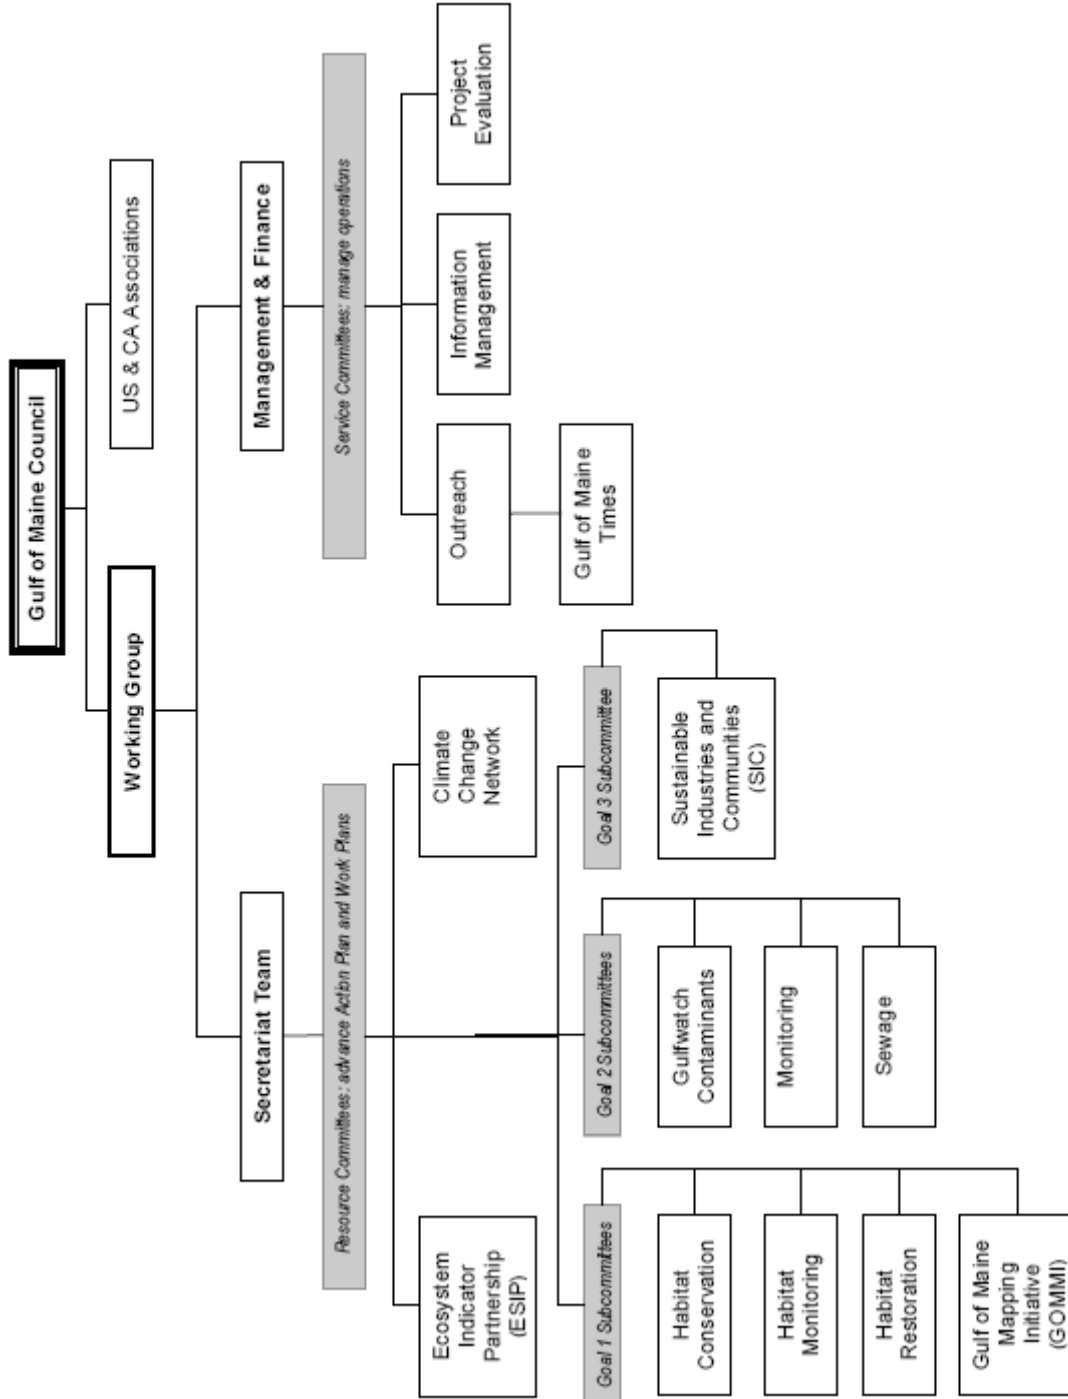 Gulf of Maine Council
Working Group
US & CA Associations
Secretariat Team
Management & Finance
Resource Committees: advance Action Plan and Work Plans
Service Committees: manage operations
Ecosystem
Indicator
Partnership
(ESIP)
Climate
Change
Network
Outreach
Information
Management
Project
Evaluation
Gulf of Maine
Times
Goal 1 Subcommittees
Goal 2 Subcommittees
Goal 3 Subcommittee
Habitat
Conservation
Habitat
Monitoring
Habitat
Restoration
Gulf of Maine
Mapping
Initiative
(GOMMI)
Gulfwatch
Contaminants
Monitoring
Sewage
Sustainable
Industries and
Communities
(SIC)